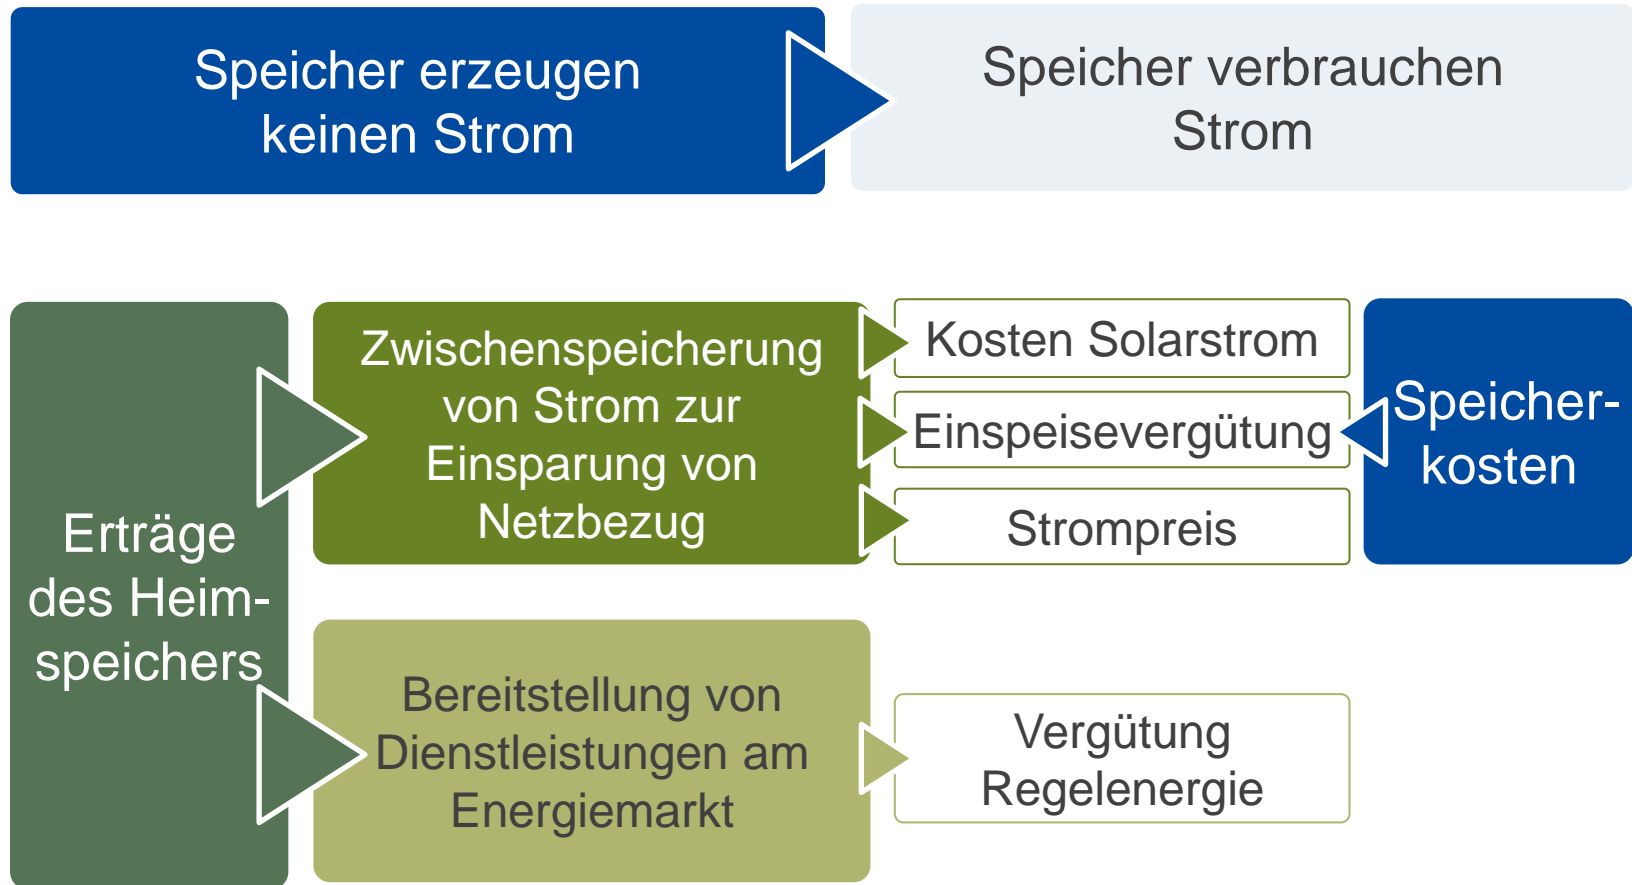 Speicher erzeugen
keinen Strom
Speicher verbrauchen
Strom
Erträge
des Heim-
speichers
Zwischenspeicherung
von Strom zur
Einsparung von
Netzbezug
Kosten Solarstrom
Einspeisevergütung
Strompreis
Speicher-
kosten
Bereitstellung von
Dienstleistungen am
Energiemarkt
Vergütung
Regelenergie